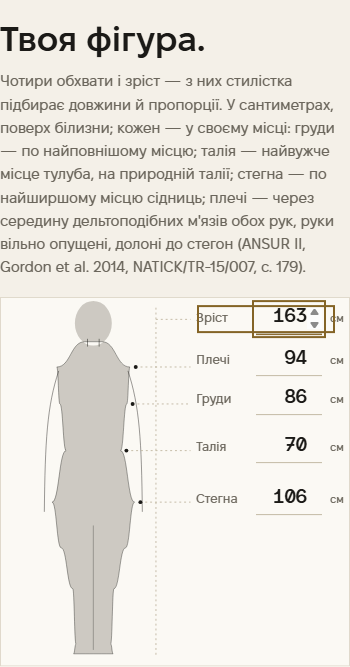 Твоя фігура.
Чотири обхвати і зріст — з них стилістка
підбирає довжини й пропорції. У сантиметрах,
поверх білизни; кожен — у своєму місці: груди
— по найповнішому місцю; талія — найвужче
місце тулуба, на природній талії; стегна — по
найширшому місцю сідниць; плечі — через
середину дельтоподібних м'язів обох рук, руки
вільно опущені, долоні до стегон (ANSUR II,
Gordon et al. 2014, NATICK/TR-15/007, с. 179).
Зріст 163 см
Плечі 94 см
Груди 86 см
Талія 70 см
Стегна 106 см